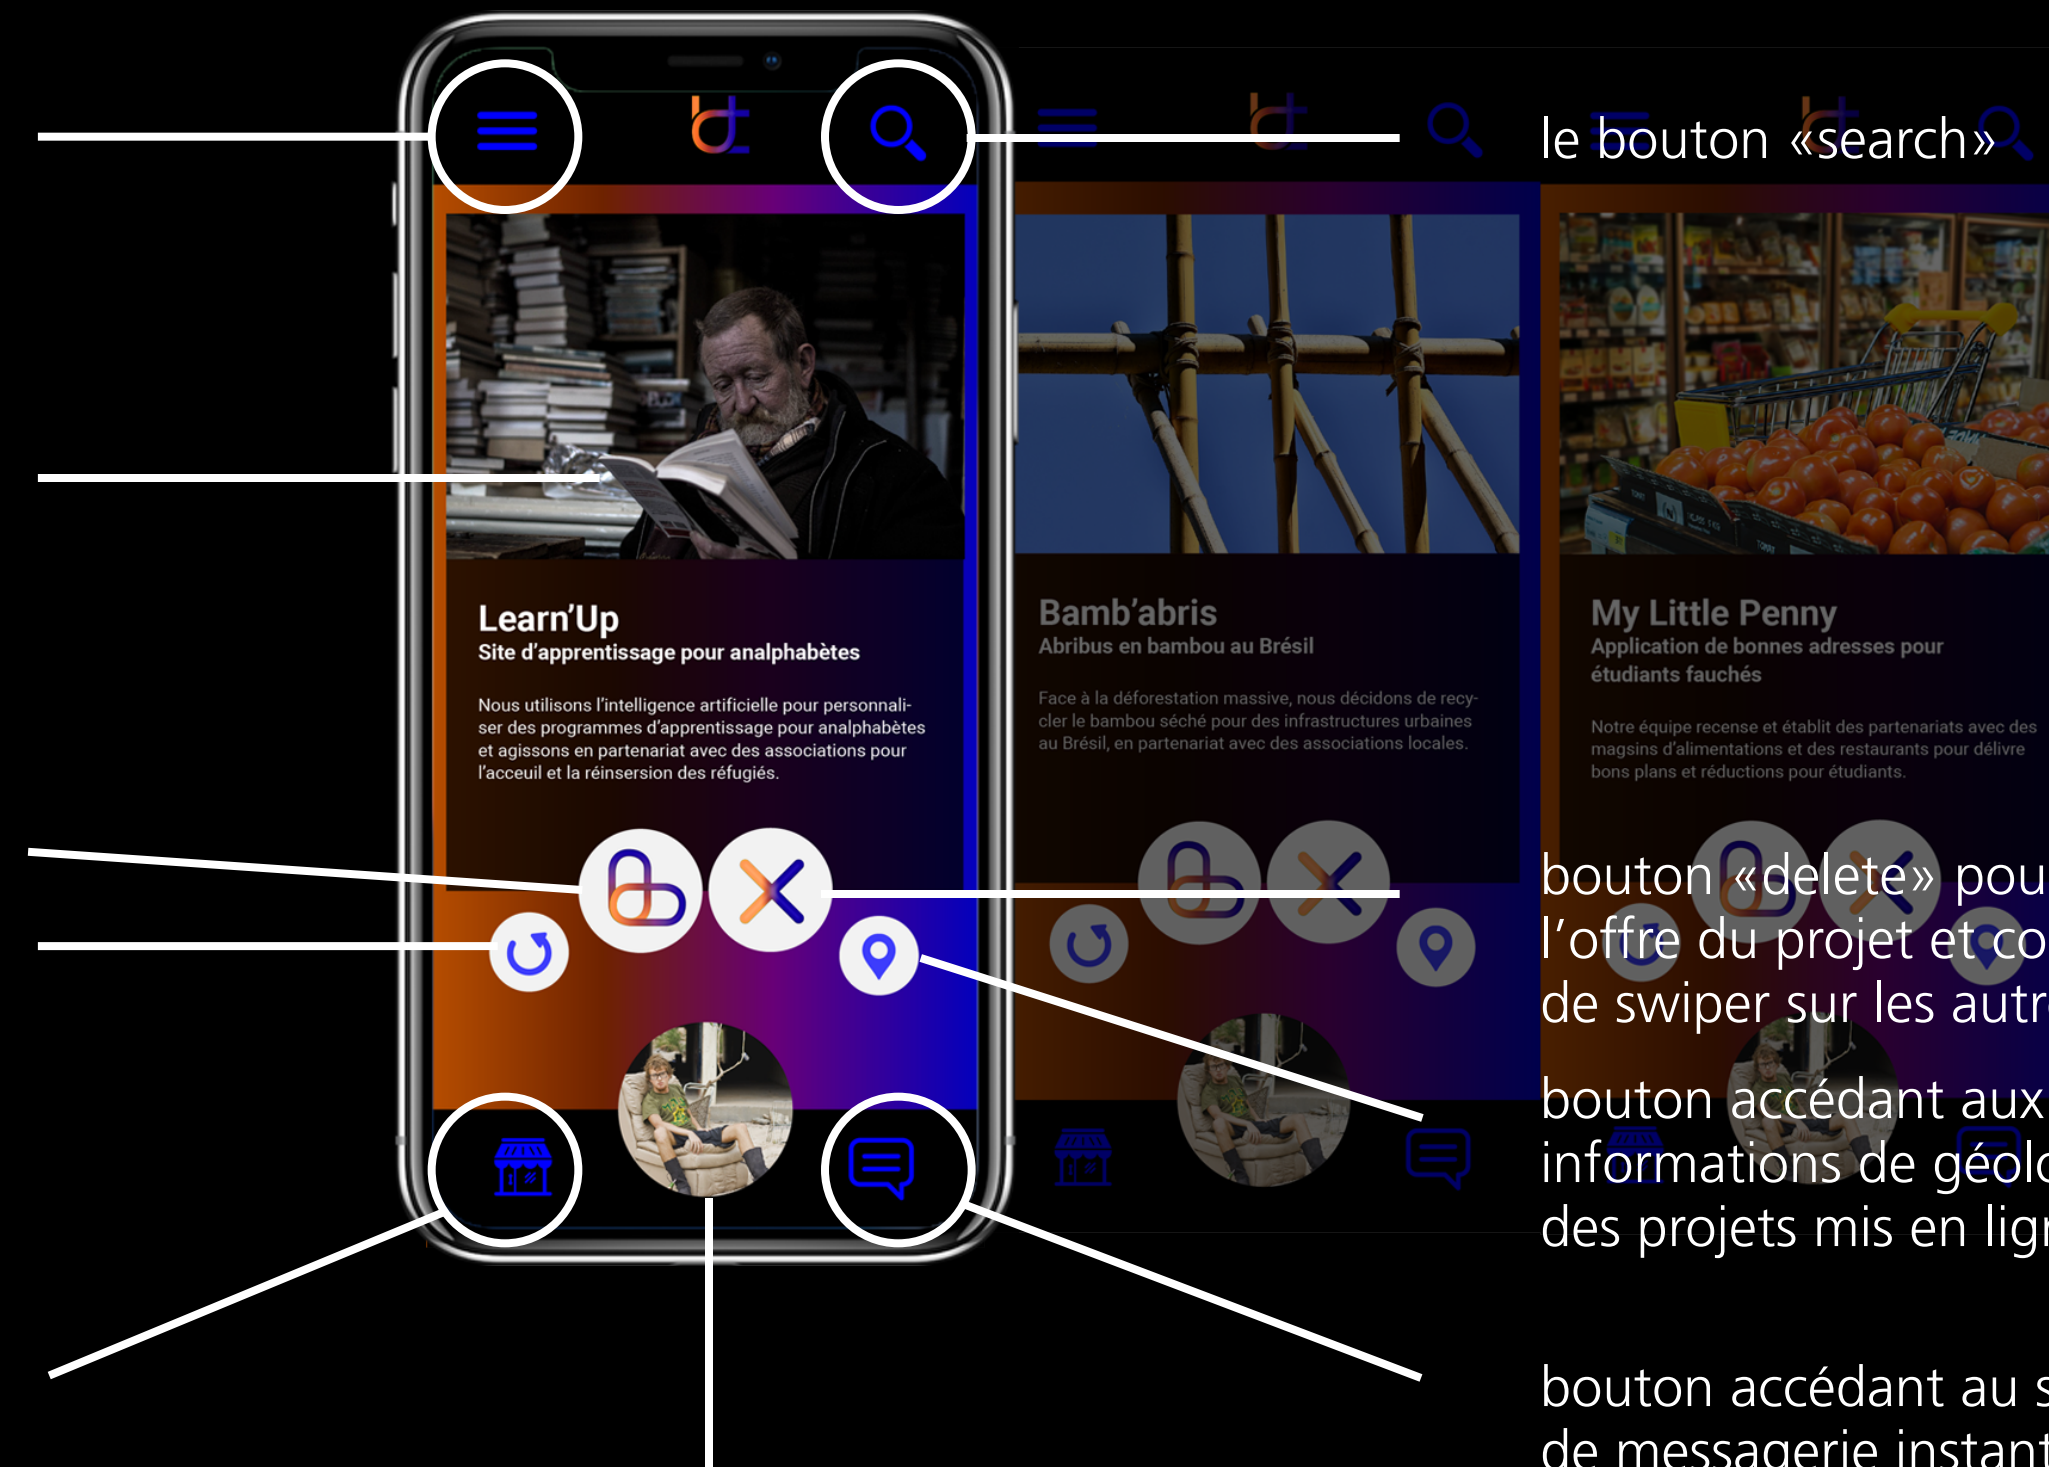 le bouton «search»
Learn’Up
Site d’apprentissage pour analphabètes
Nous utilisons l’intelligence artificielle pour personnali-
ser des programmes d’apprentissage pour analphabètes
et agissons en partenariat avec des associations pour
l’acceuil et la réinsersion des réfugiés.
Bamb’abris
Abribus en bambou au Brésil
Face à la déforestation massive, nous décidons de recy-
cler le bambou séché pour des infrastructures urbaines
au Brésil, en partenariat avec des associations locales.
My Little Penny
Application de bonnes adresses pour
étudiants fauchés
Notre équipe recense et établit des partenariats avec des
magsins d’alimentations et des restaurants pour délivre
bons plans et réductions pour étudiants.
bouton «delete» pou
l’offre du projet et co
de swiper sur les autr
bouton accédant aux
informations de géolo
des projets mis en lign
bouton accédant au s
de messagerie instant